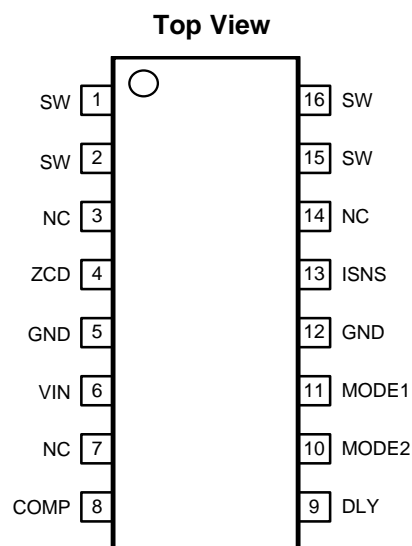 Top View
SW 1 16 SW
SW 2 15 SW
NC 3 14 NC
ZCD 4 13 ISNS
GND 5 12 GND
VIN 6 11 MODE1
NC 7 10 MODE2
COMP 8 9 DLY